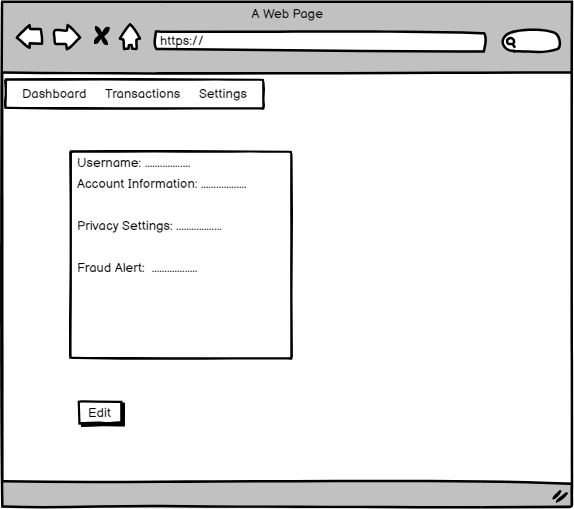 A Web Page
https://
Dashboard Transactions Settings
Username: ..................
Account Information: ..................
Privacy Settings: ..................
Fraud Alert: ..................
Edit